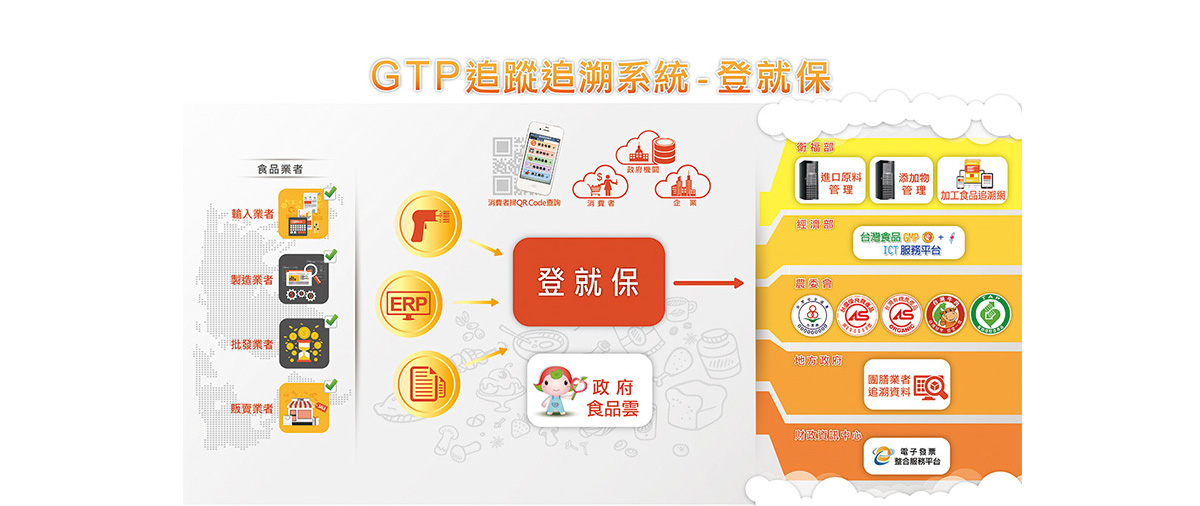 GTP追蹤追溯系統-登就保
食品業者
輸入業者
製造業者
批發業者
販賣業者
消費者掃QR Code查詢
政府機關
消費者
企業
ERP
登就保
政府
食品雲
衛福部
進口原料
管理
添加物
管理
加工食品追溯網
經濟部
台灣食品GMP +
ICT服務平台
農委會
ORGANIC
TAP
地方政府
團膳業者
追溯資料
財政資訊中心
電子發票
整合服務平台